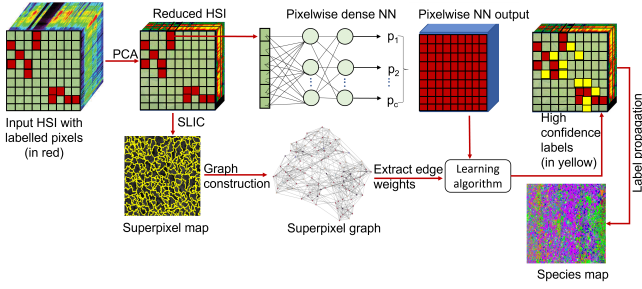 Reduced HSI
Pixelwise dense NN
Pixelwise NN output
PCA
p1
p2
pc
Input HSI with
labelled pixels
(in red)
SLIC
High
confidence
labels
(in yellow)
Label propagation
Graph
construction
Extract edge
weights
Learning
algorithm
Superpixel map
Superpixel graph
Species map